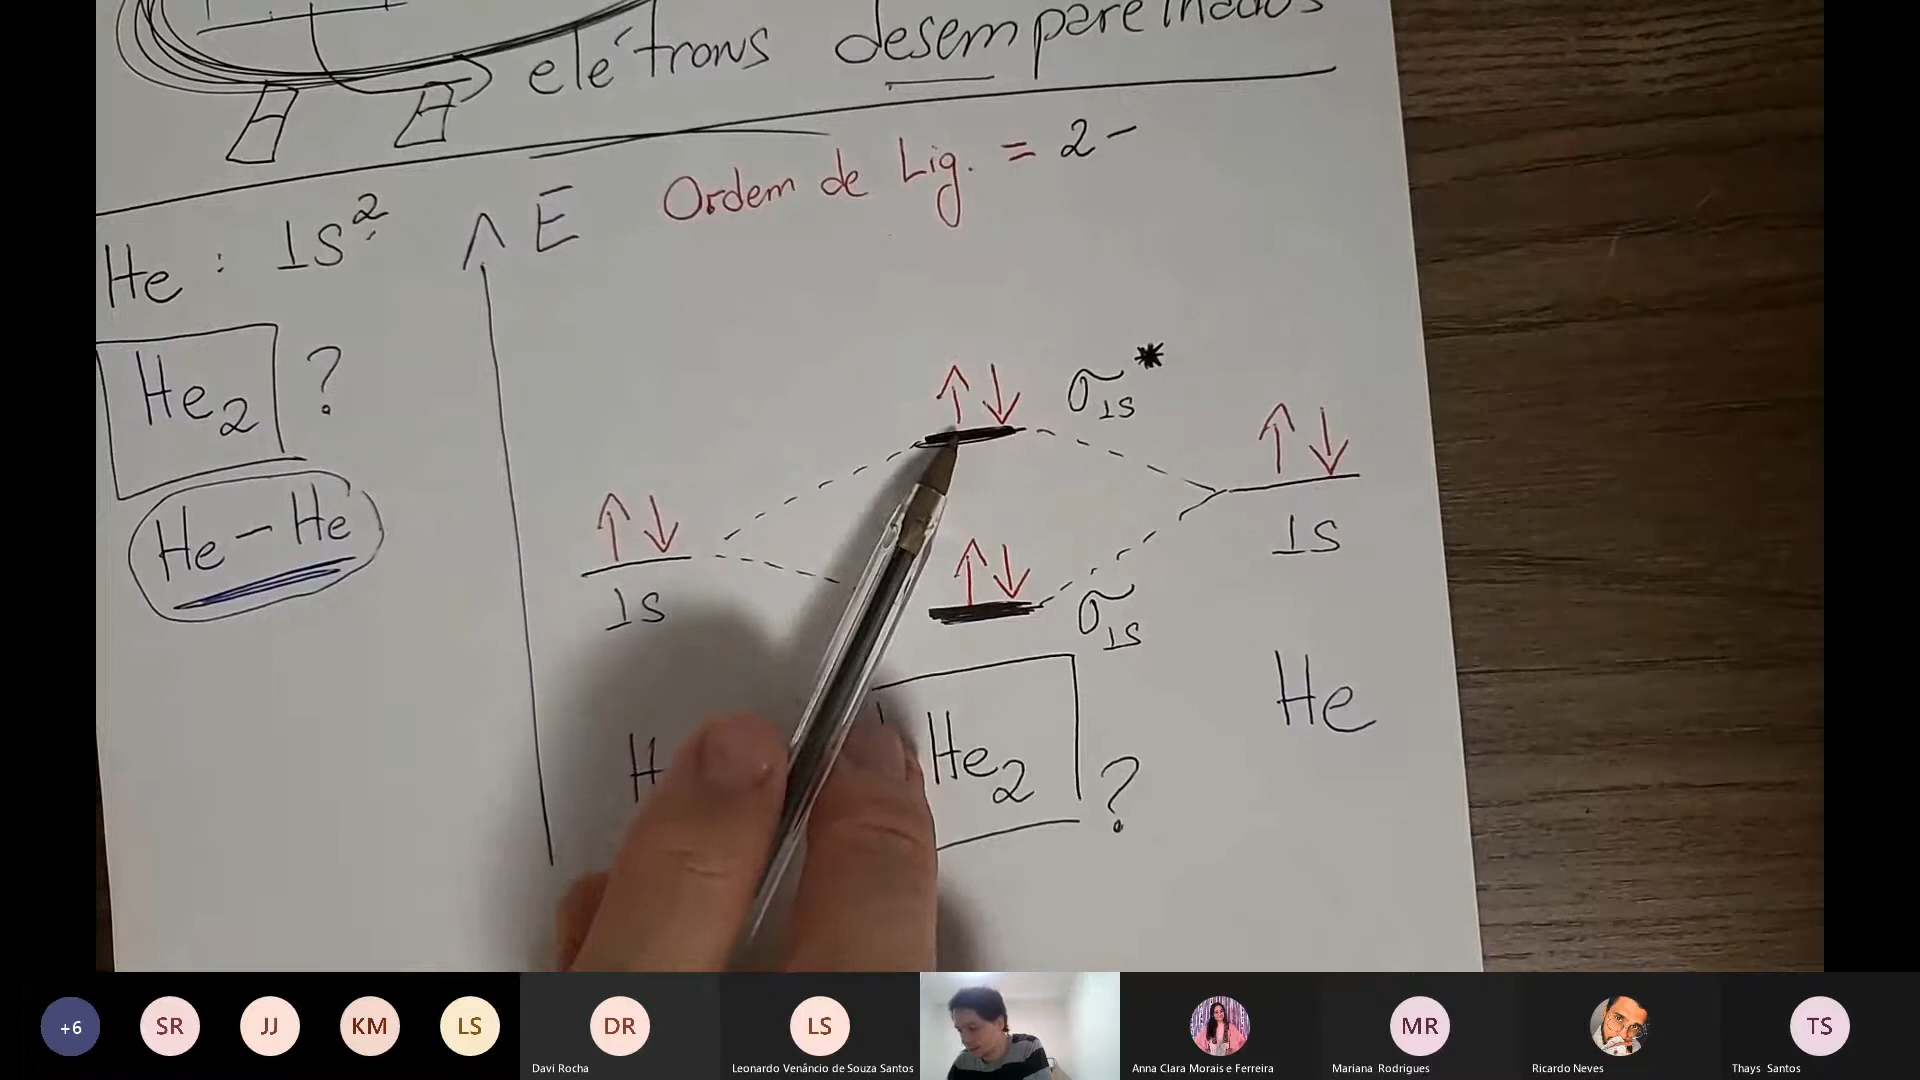 elétrons desemparelhados
Ordem de Lig. = 2 -
He : 1s²
E
He₂ ?
He - He
σ1s*
1s
1s
σ1s
He
H
He₂ ?
+6
SR
JJ
KM
LS
DR
LS
MR
TS
Davi Rocha
Leonardo Venâncio de Souza Santos
Anna Clara Morais e Ferreira
Mariana Rodrigues
Ricardo Neves
Thays Santos